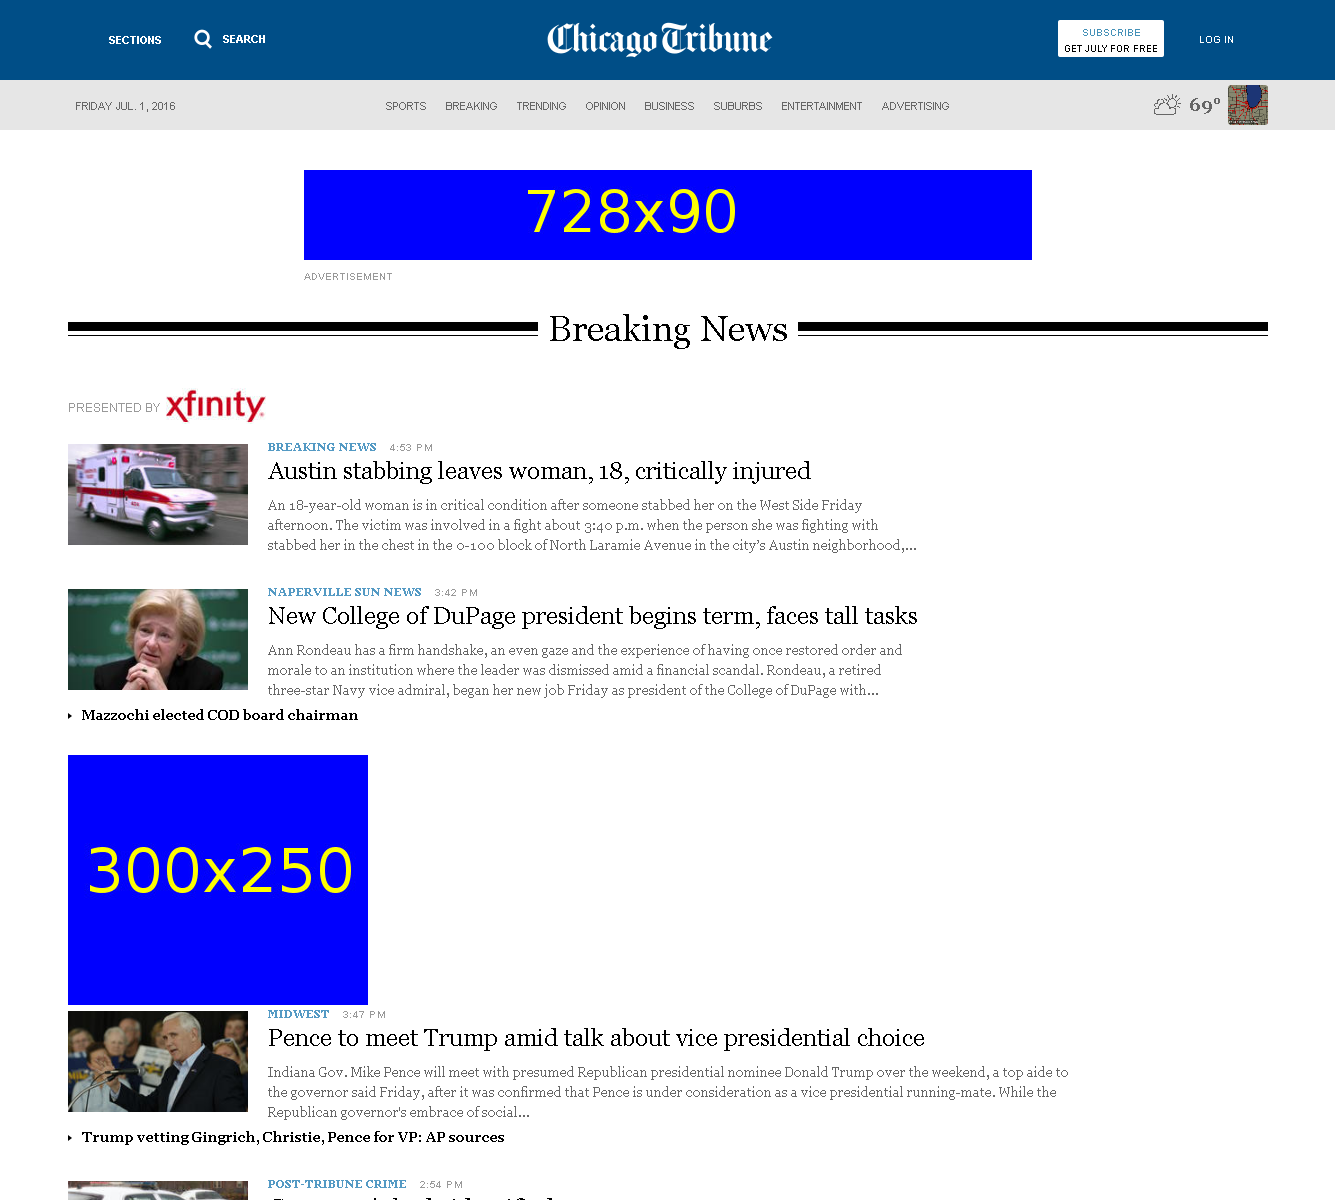 SECTIONS
SEARCH
Chicago Tribune
SUBSCRIBE
GET JULY FOR FREE
LOG IN
FRIDAY JUL. 1, 2016
SPORTS BREAKING TRENDING OPINION BUSINESS SUBURBS ENTERTAINMENT ADVERTISING
69°
728x90
ADVERTISEMENT
Breaking News
PRESENTED BY xfinity
BREAKING NEWS 4:53 PM
Austin stabbing leaves woman, 18, critically injured
An 18-year-old woman is in critical condition after someone stabbed her on the West Side Friday
afternoon. The victim was involved in a fight about 3:40 p.m. when the person she was fighting with
stabbed her in the chest in the 0-100 block of North Laramie Avenue in the city's Austin neighborhood,...
NAPERVILLE SUN NEWS 3:42 PM
New College of DuPage president begins term, faces tall tasks
Ann Rondeau has a firm handshake, an even gaze and the experience of having once restored order and
morale to an institution where the leader was dismissed amid a financial scandal. Rondeau, a retired
three-star Navy vice admiral, began her new job Friday as president of the College of DuPage with...
Mazzochi elected COD board chairman
300x250
MIDWEST 3:47 PM
Pence to meet Trump amid talk about vice presidential choice
Indiana Gov. Mike Pence will meet with presumed Republican presidential nominee Donald Trump over the weekend, a top aide to
the governor said Friday, after it was confirmed that Pence is under consideration as a vice presidential running-mate. While the
Republican governor's embrace of social...
Trump vetting Gingrich, Christie, Pence for VP: AP sources
POST-TRIBUNE CRIME 2:54 PM